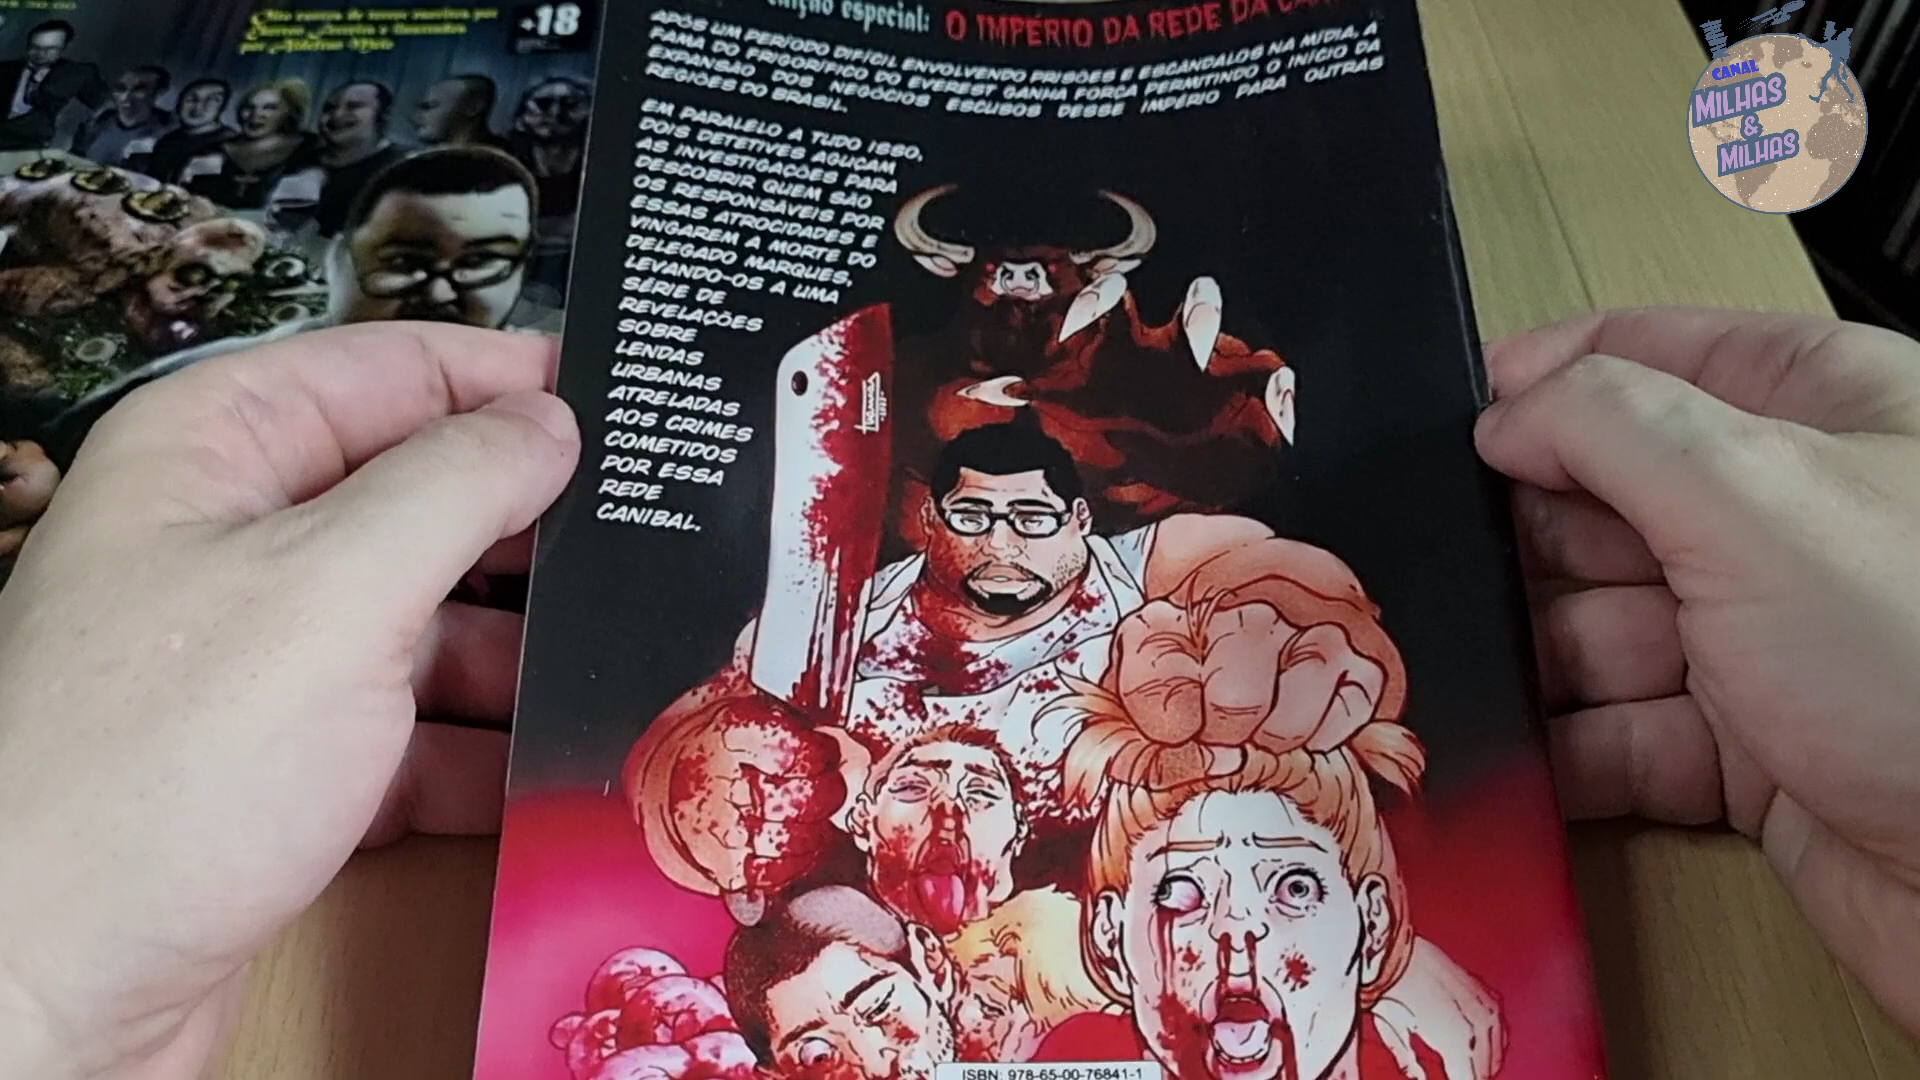 +18
O IMPÉRIO DA REDE DA
especial:
APÓS UM PERÍODO DIFÍCIL ENVOLVENDO PRISÕES E ESCANDALOS NA MÍDIA, A
FAMA DO FRIGORÍFICO DO EVEREST GANHA FORÇA PERMITINDO O INÍCIO DA
EXPANSÃO DOS NEGÓCIOS ESCUSOS DESSE IMPÉRIO PARA OUTRAS
REGIÕES DO BRASIL.
EM PARALELO A TUDO ISSO,
DOIS DETETIVES AGUÇAM
AS INVESTIGAÇÕES PARA
DESCOBRIR QUEM SÃO
OS RESPONSÁVEIS POR
ESSAS ATROCIDADES E
VINGAREM A MORTE DO
DELEGADO MARQUES,
LEVANDO-OS A UMA
SÉRIE DE
REVELAÇÕES
SOBRE
LENDAS
URBANAS
ATRELADAS
AOS CRIMES
COMETIDOS
POR ESSA
REDE
CANIBAL.
ISBN: 978-65-00-76841-1
CANAL
MILHAS
&
MILHAS